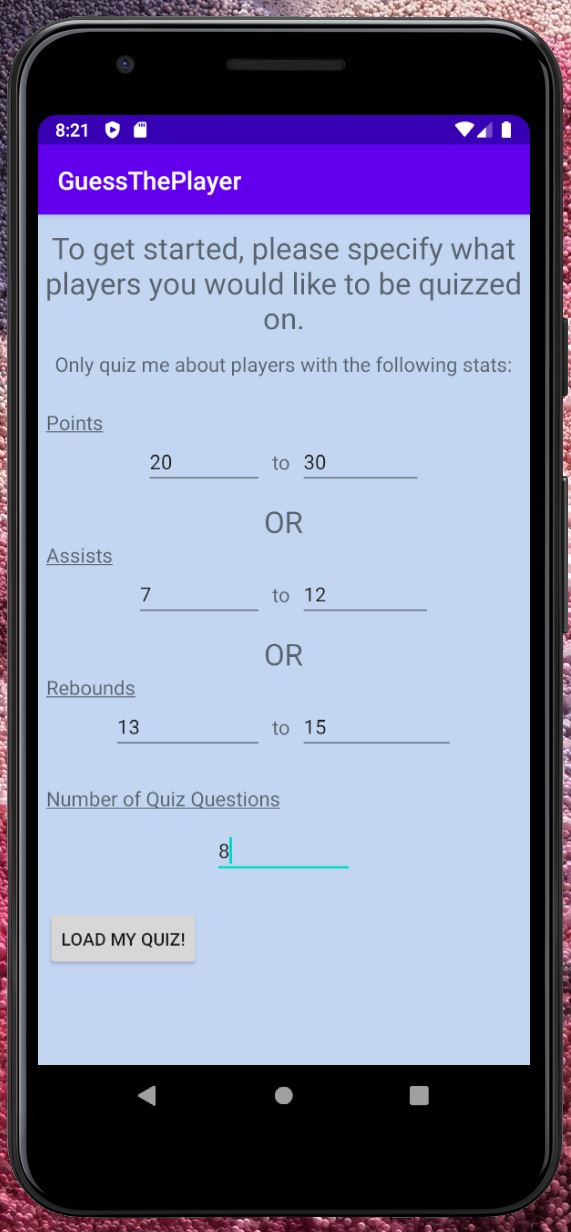 8:21
GuessThePlayer
To get started, please specify what
players you would like to be quizzed
on.
Only quiz me about players with the following stats:
Points
20 to 30
OR
Assists
7 to 12
OR
Rebounds
13 to 15
Number of Quiz Questions
8
LOAD MY QUIZ!